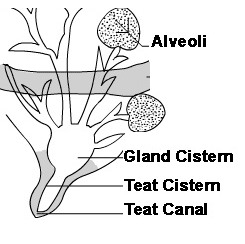 Alveoli
Gland Cistern
Teat Cistern
Teat Canal